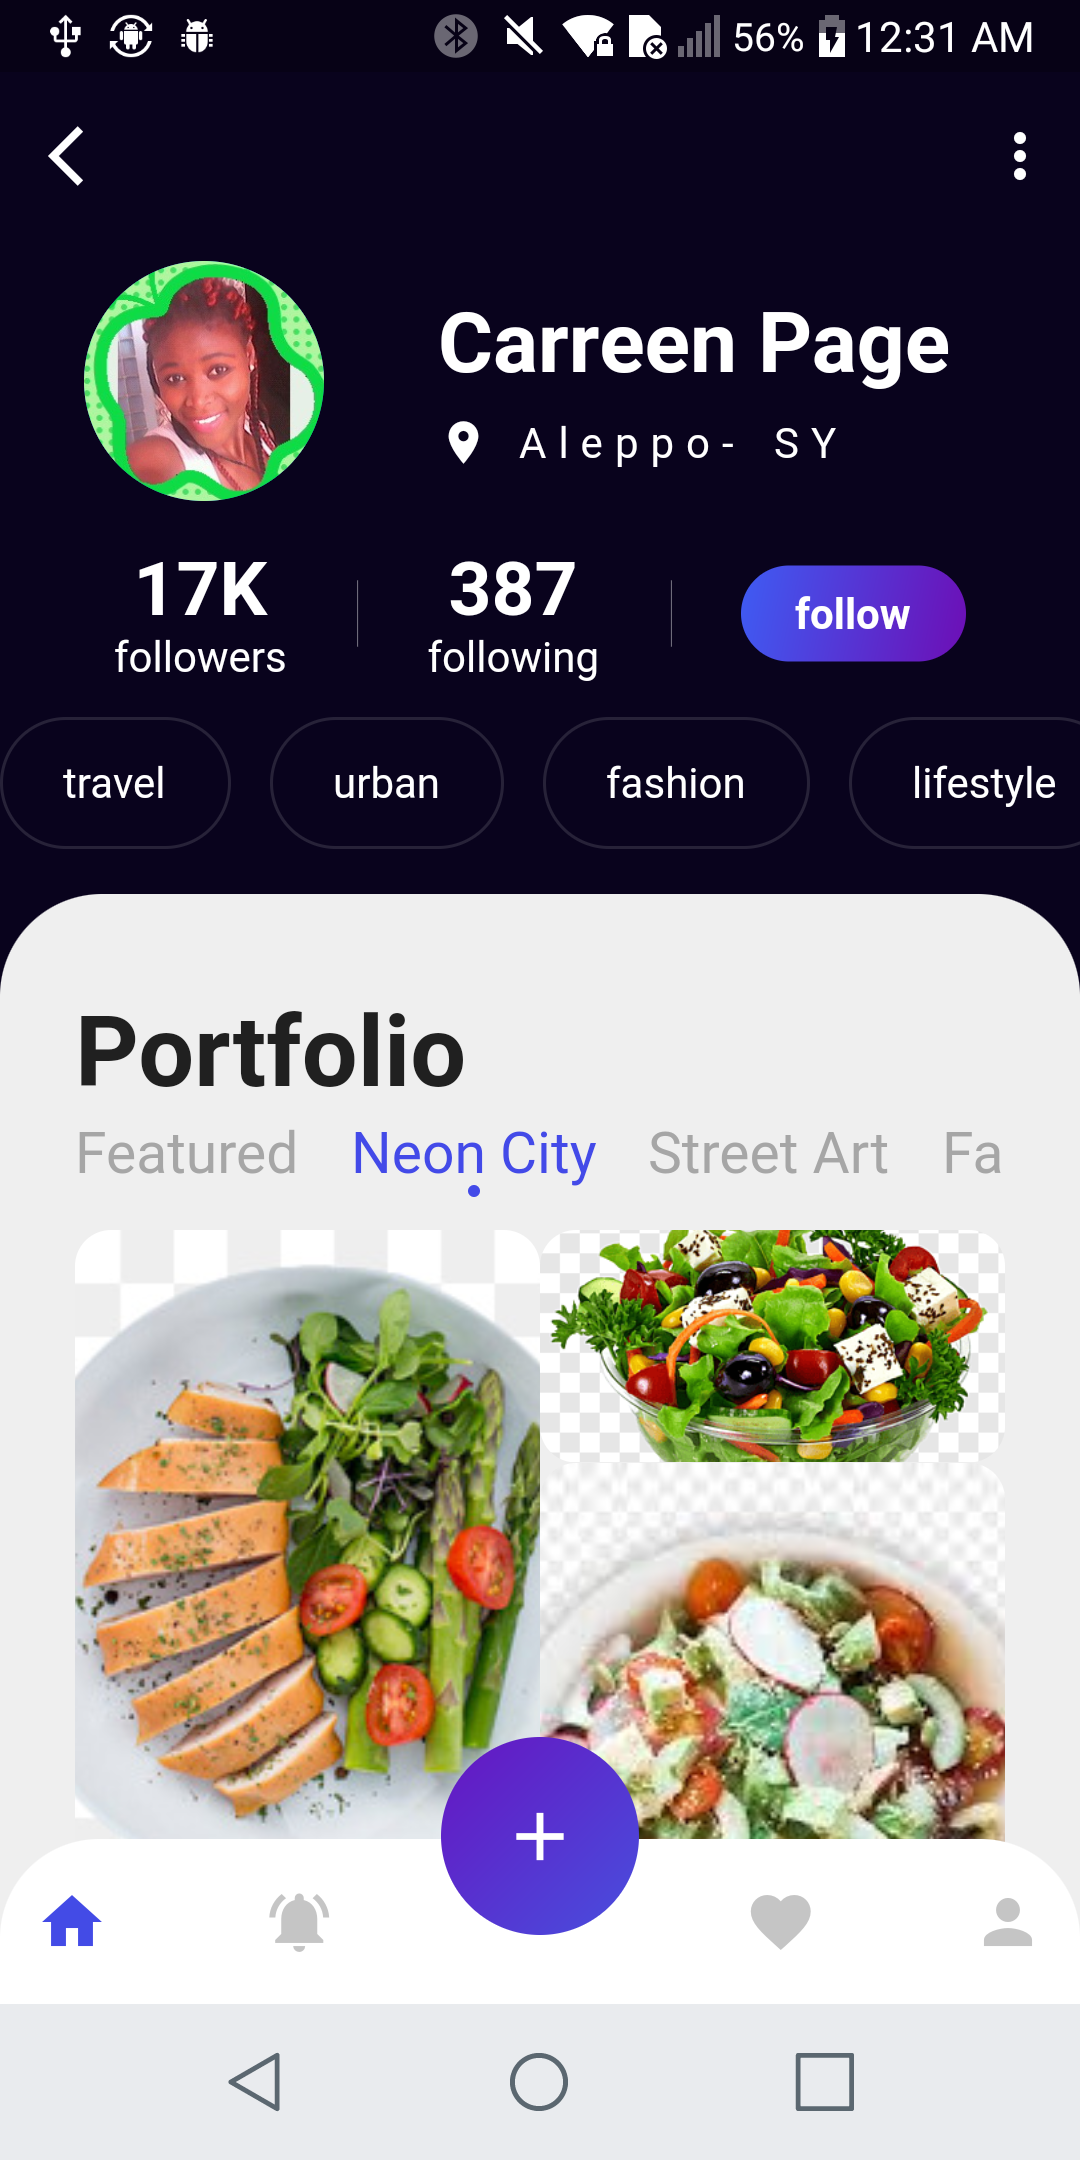 56% 12:31 AM
Carreen Page
Aleppo- SY
17K
followers
387
following
follow
travel urban fashion lifestyle
Portfolio
Featured Neon City Street Art Fa